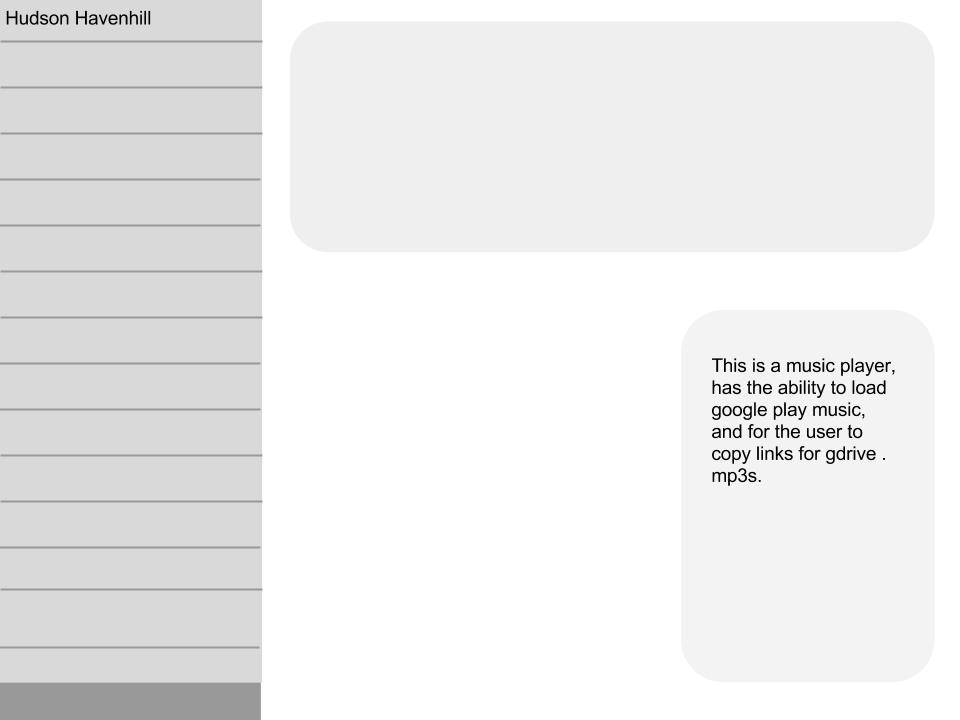 Hudson Havenhill
This is a music player,
has the ability to load
google play music,
and for the user to
copy links for gdrive .
mp3s.